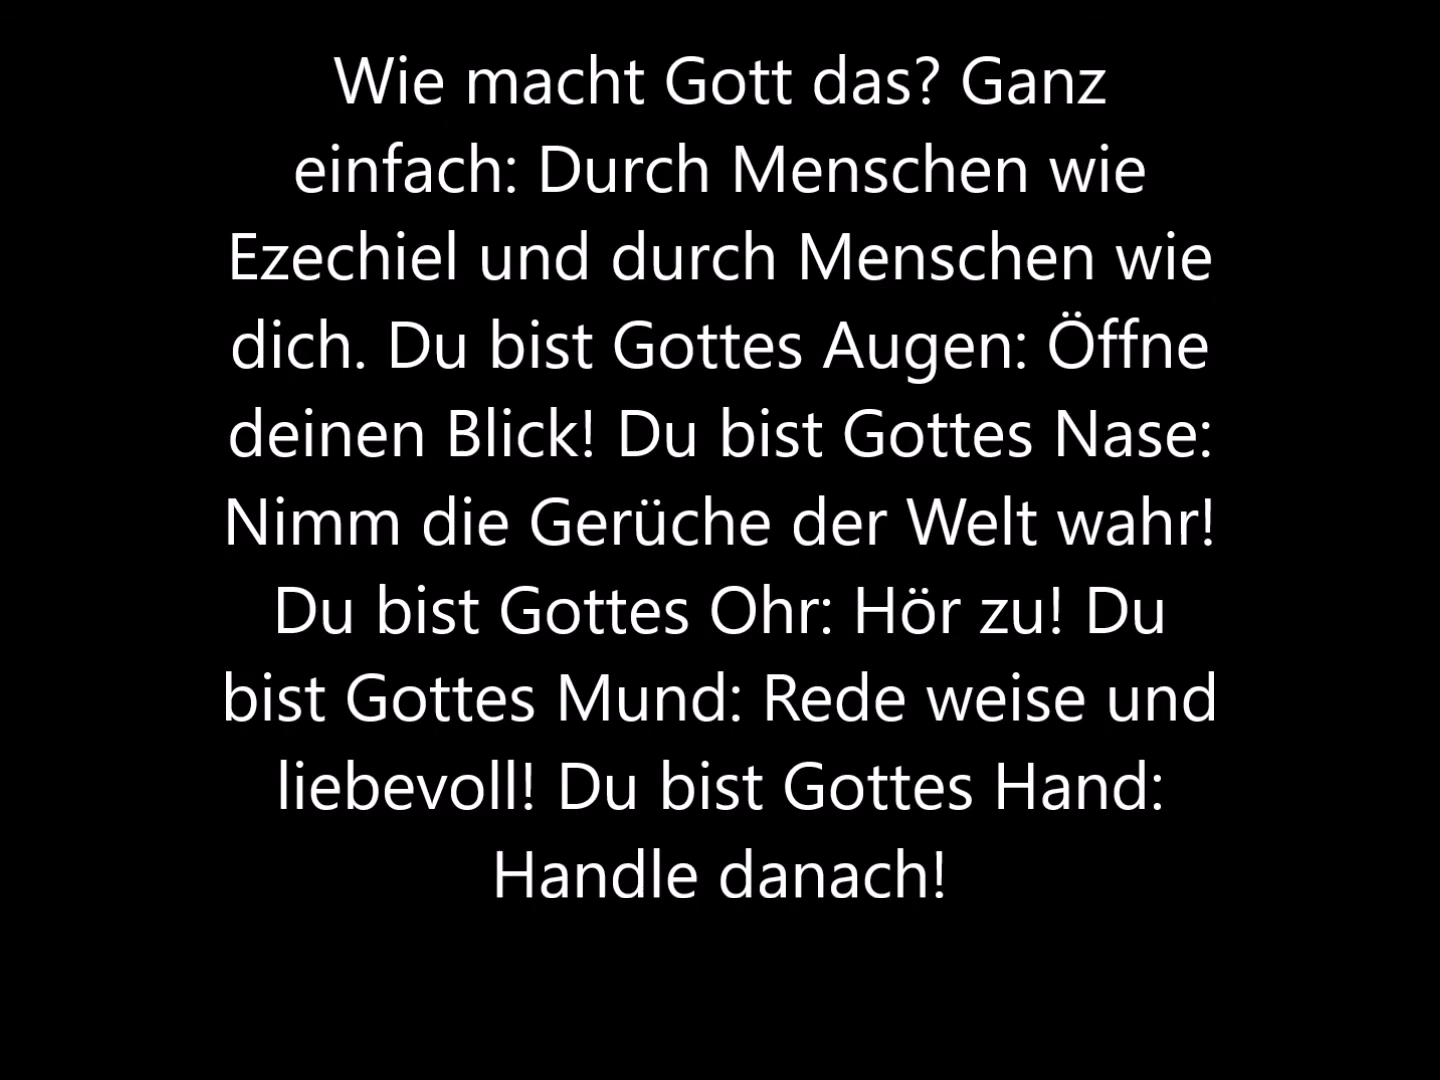 Wie macht Gott das? Ganz
einfach: Durch Menschen wie
Ezechiel und durch Menschen wie
dich. Du bist Gottes Augen: Öffne
deinen Blick! Du bist Gottes Nase:
Nimm die Gerüche der Welt wahr!
Du bist Gottes Ohr: Hör zu! Du
bist Gottes Mund: Rede weise und
liebevoll! Du bist Gottes Hand:
Handle danach!